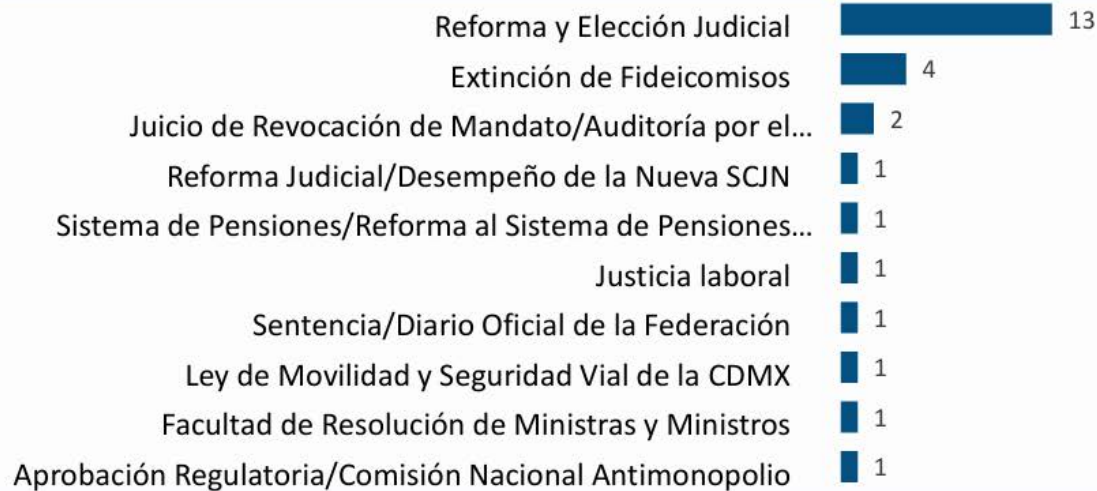 Reforma y Elección Judicial 13
Extinción de Fideicomisos 4
Juicio de Revocación de Mandato/Auditoría por el... 2
Reforma Judicial/Desempeño de la Nueva SCJN 1
Sistema de Pensiones/Reforma al Sistema de Pensiones... 1
Justicia laboral 1
Sentencia/Diario Oficial de la Federación 1
Ley de Movilidad y Seguridad Vial de la CDMX 1
Facultad de Resolución de Ministras y Ministros 1
Aprobación Regulatoria/Comisión Nacional Antimonopolio 1